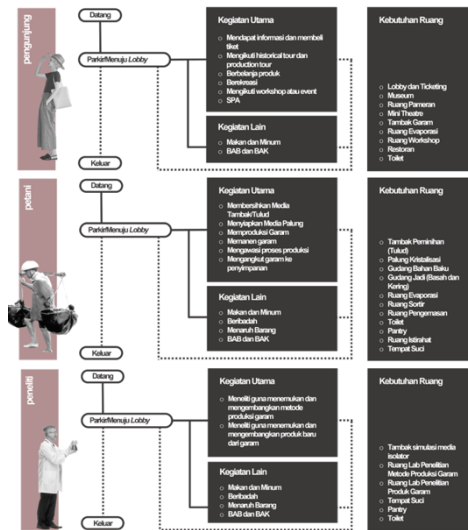 pengunjung
Datang
Parkir/Menuju Lobby
Keluar
Kegiatan Utama
Mendapat informasi dan membeli
tiket
Mengikuti historical tour dan
production tour
Berbelanja produk
Berekreasi
Mengikuti workshop atau event
SPA
Kegiatan Lain
Makan dan Minum
BAB dan BAK
Kebutuhan Ruang
Lobby dan Ticketing
Museum
Ruang Pameran
Mini Theatre
Tambak Garam
Ruang Evaporasi
Ruang Workshop
Restoran
Toilet
petani
Datang
Parkir/Menuju Lobby
Keluar
Kegiatan Utama
Membersihkan Media
Tambak/Tulud
Menyiapkan Media Palung
Memproduksi Garam
Memanen garam
Mengawasi proses produksi
Mengangkut garam ke
penyimpanan
Kegiatan Lain
Makan dan Minum
Beribadah
Menaruh Barang
BAB dan BAK
Kebutuhan Ruang
Tambak Peminihan
(Tulud)
Palung Kristalisasi
Gudang Bahan Baku
Gudang Jadi (Basah dan
Kering)
Ruang Evaporasi
Ruang Sortir
Ruang Pengemasan
Toilet
Pantry
Ruang Istirahat
Tempat Suci
peneliti
Datang
Parkir/Menuju Lobby
Keluar
Kegiatan Utama
Meneliti guna menemukan dan
mengembangkan metode
produksi garam
Meneliti guna menemukan dan
mengembangkan produk baru
dari garam
Kegiatan Lain
Makan dan Minum
Beribadah
Menaruh Barang
BAB dan BAK
Kebutuhan Ruang
Tambak simulasi media
isolator
Ruang Lab Penelitian
Metode Produksi Garam
Ruang Lab Penelitian
Produk Garam
Tempat Suci
Pantry
Toilet